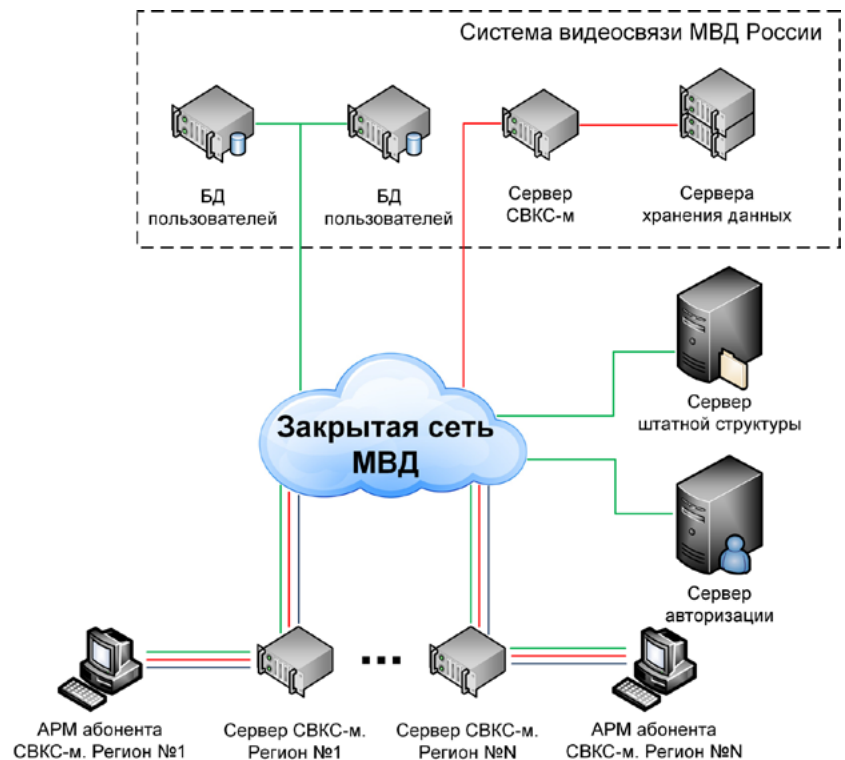 Система видеосвязи МВД России
БД
пользователей
БД
пользователей
Сервер
СВКС-м
Сервера
хранения данных
Закрытая сеть
МВД
Сервер
штатной структуры
Сервер
авторизации
АРМ абонента
СВКС-м. Регион №1
Сервер СВКС-м.
Регион №1
...
Сервер СВКС-м.
Регион №N
АРМ абонента
СВКС-м. Регион №N